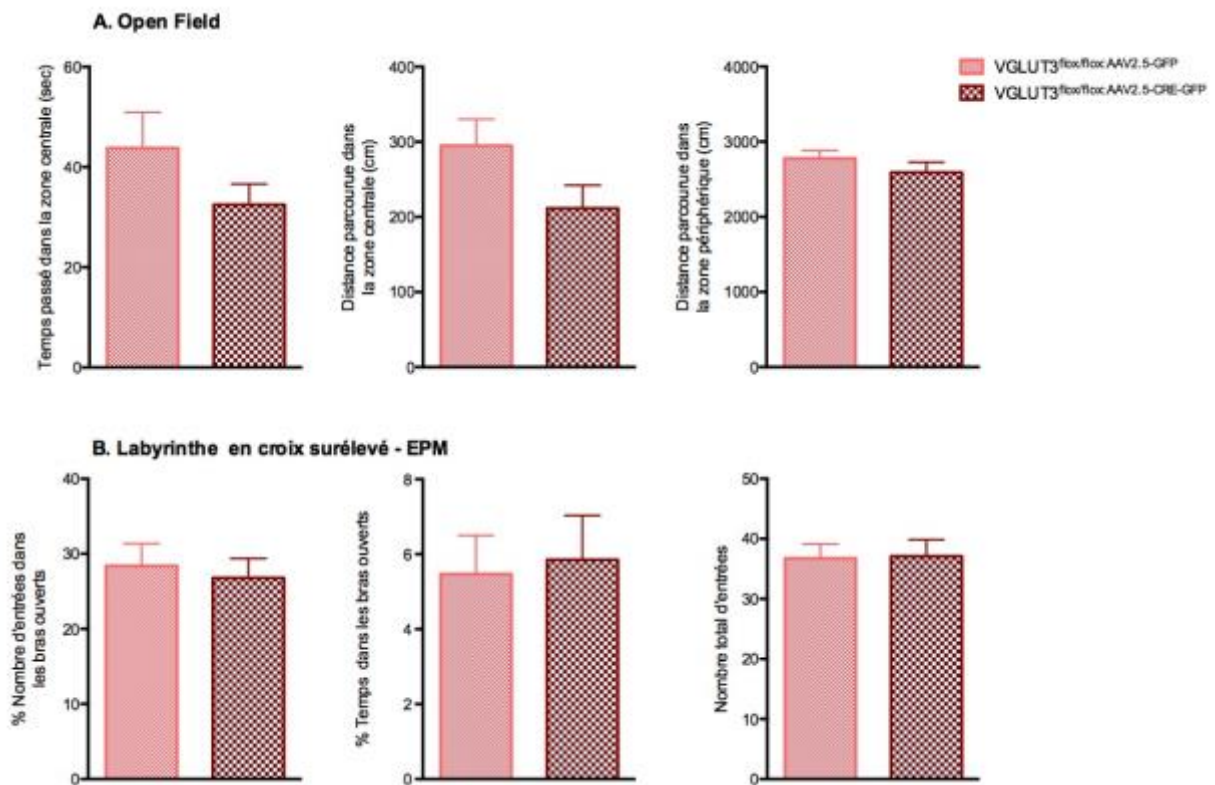 A. Open Field
Temps passé dans la zone centrale (sec)
60
40
20
0
Distance parcourue dans
la zone centrale (cm)
400
300
200
100
0
Distance parcourue dans
la zone périphérique (cm)
4000
3000
2000
1000
0
VGLUT3flox/flox:AAV2.5-GFP
VGLUT3flox/flox:AAV2.5-CRE-GFP
B. Labyrinthe en croix surélevé - EPM
% Nombre d'entrées dans
les bras ouverts
40
30
20
10
0
% Temps dans les bras ouverts
8
6
4
2
0
Nombre total d'entrées
50
40
30
20
10
0